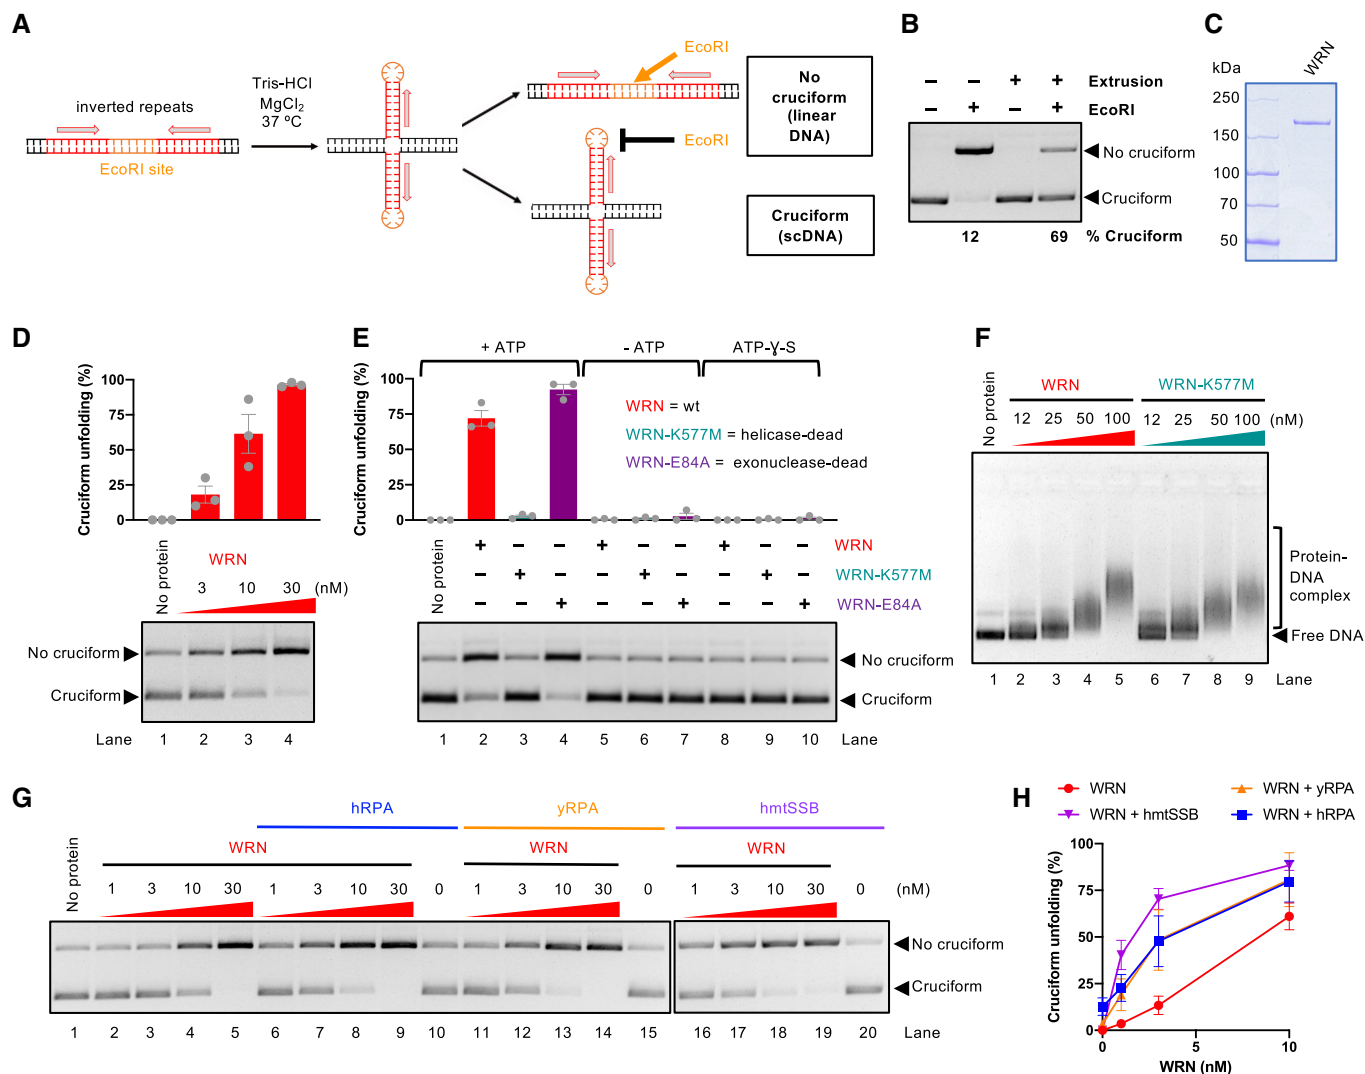 A
inverted repeats
EcoRI site
Tris-HCl
MgCl2
37 ºC
EcoRI
EcoRI
No
cruciform
(linear
DNA)
Cruciform
(scDNA)
B
– – + + Extrusion
– + – + EcoRI
No cruciform
Cruciform
12 69 % Cruciform
C
kDa
WRN
250
150
100
70
50
D
Cruciform unfolding (%)
100
75
50
25
0
No protein
WRN
3 10 30 (nM)
No cruciform
Cruciform
Lane 1 2 3 4
E
+ ATP - ATP ATP-Ɣ-S
Cruciform unfolding (%)
100
75
50
25
0
WRN = wt
WRN-K577M = helicase-dead
WRN-E84A = exonuclease-dead
No protein
+ – – + – – + – – WRN
– + – – + – – + – WRN-K577M
– – + – – + – – + WRN-E84A
No cruciform
Cruciform
1 2 3 4 5 6 7 8 9 10 Lane
F
No protein
WRN WRN-K577M
12 25 50 100 12 25 50 100 (nM)
Protein-
DNA
complex
Free DNA
1 2 3 4 5 6 7 8 9 Lane
G
hRPA yRPA hmtSSB
No protein
WRN WRN WRN
1 3 10 30 1 3 10 30 0 1 3 10 30 0 (nM) 1 3 10 30 0
No cruciform
Cruciform
1 2 3 4 5 6 7 8 9 10 11 12 13 14 15 Lane 16 17 18 19 20
H
WRN WRN + yRPA
WRN + hmtSSB WRN + hRPA
Cruciform unfolding (%)
100
75
50
25
0
0 5 10
WRN (nM)